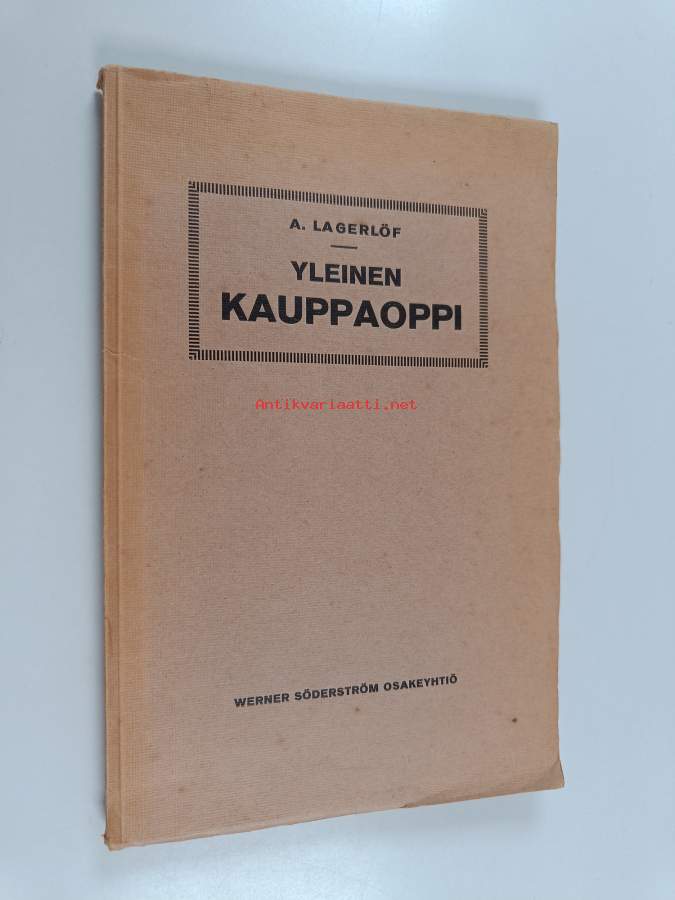 A. LAGERLÖF
YLEINEN
KAUPPAOPPI
Antikvariaatti.net
WERNER SÖDERSTRÖM OSAKEYHTIÖ